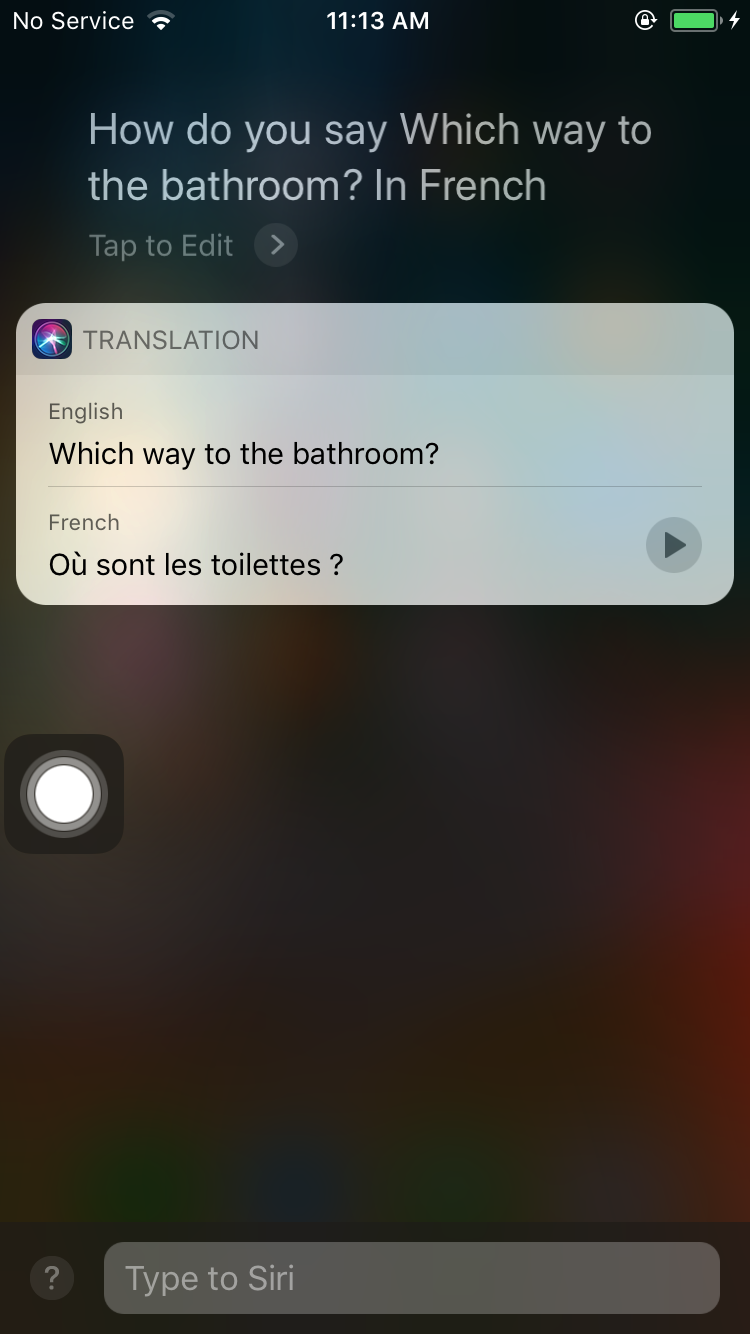 No Service 11:13 AM
How do you say Which way to
the bathroom? In French
Tap to Edit
TRANSLATION
English
Which way to the bathroom?
French
Où sont les toilettes ?
? Type to Siri